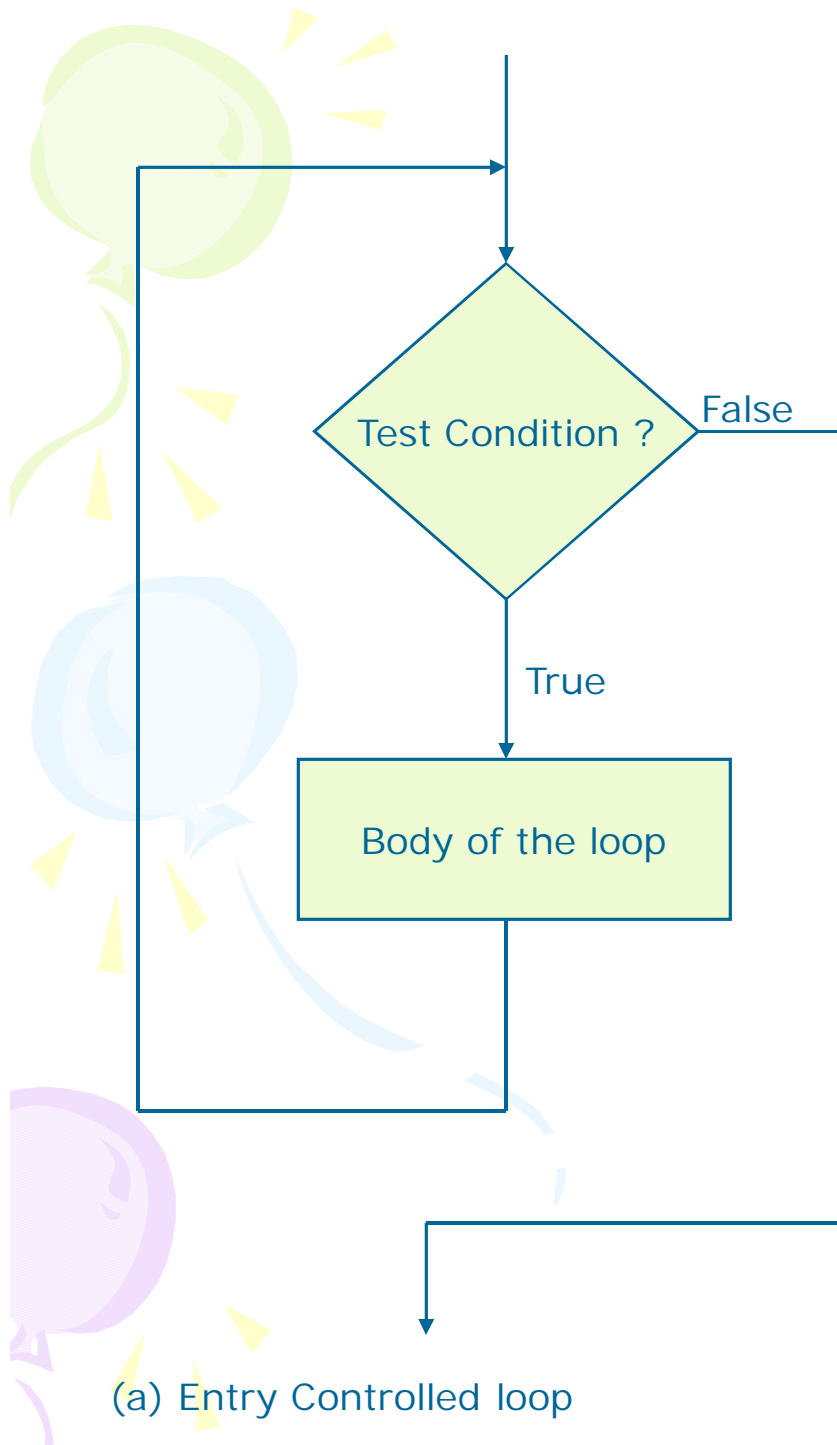 Test Condition ?
False
True
Body of the loop
(a) Entry Controlled loop